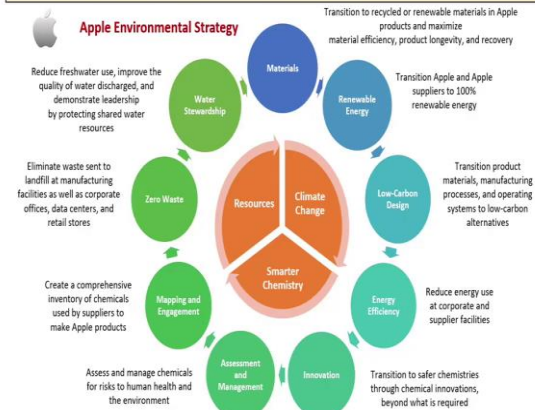 Apple Environmental Strategy
Transition to recycled or renewable materials in Apple
products and maximize
material efficiency, product longevity, and recovery
Materials
Reduce freshwater use, improve the
quality of water discharged, and
demonstrate leadership
by protecting shared water
resources
Water
Stewardship
Renewable
Energy
Transition Apple and Apple
suppliers to 100%
renewable energy
Eliminate waste sent to
landfill at manufacturing
facilities as well as corporate
offices, data centers, and
retail stores
Zero Waste
Resources
Climate
Change
Smarter
Chemistry
Low-Carbon
Design
Transition product
materials, manufacturing
processes, and operating
systems to low-carbon
alternatives
Create a comprehensive
inventory of chemicals
used by suppliers to
make Apple products
Mapping and
Engagement
Energy
Efficiency
Reduce energy use
at corporate and
supplier facilities
Assess and manage chemicals
for risks to human health and
the environment
Assessment
and
Management
Innovation
Transition to safer chemistries
through chemical innovations,
beyond what is required